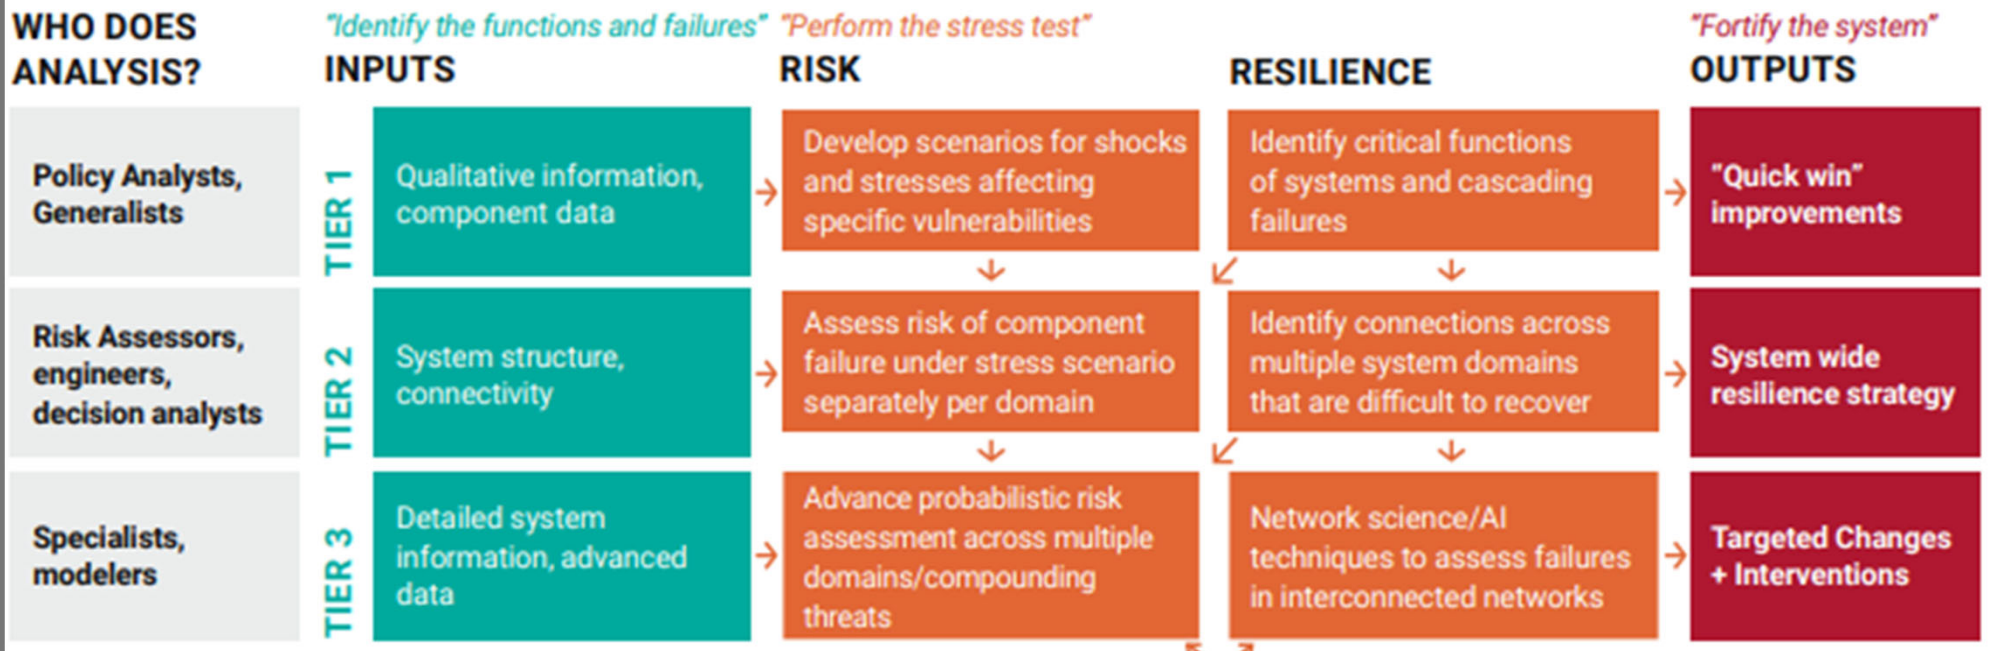 WHO DOES
ANALYSIS?
"Identify the functions and failures"
INPUTS
"Perform the stress test"
RISK
RESILIENCE
"Fortify the system"
OUTPUTS
Policy Analysts,
Generalists
TIER 1
Qualitative information,
component data
Develop scenarios for shocks
and stresses affecting
specific vulnerabilities
Identify critical functions
of systems and cascading
failures
"Quick win"
improvements
Risk Assessors,
engineers,
decision analysts
TIER 2
System structure,
connectivity
Assess risk of component
failure under stress scenario
separately per domain
Identify connections across
multiple system domains
that are difficult to recover
System wide
resilience strategy
Specialists,
modelers
TIER 3
Detailed system
information, advanced
data
Advance probabilistic risk
assessment across multiple
domains/compounding
threats
Network science/AI
techniques to assess failures
in interconnected networks
Targeted Changes
+ Interventions